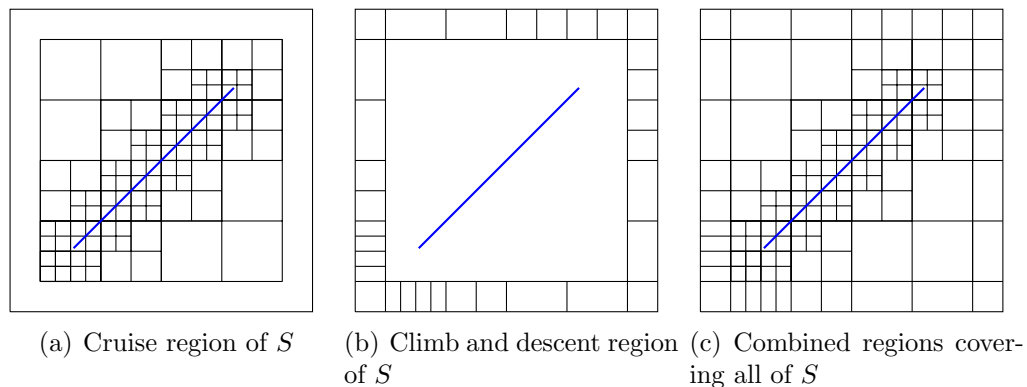 (a) Cruise region of S
(b) Climb and descent region
of S
(c) Combined regions cover-
ing all of S